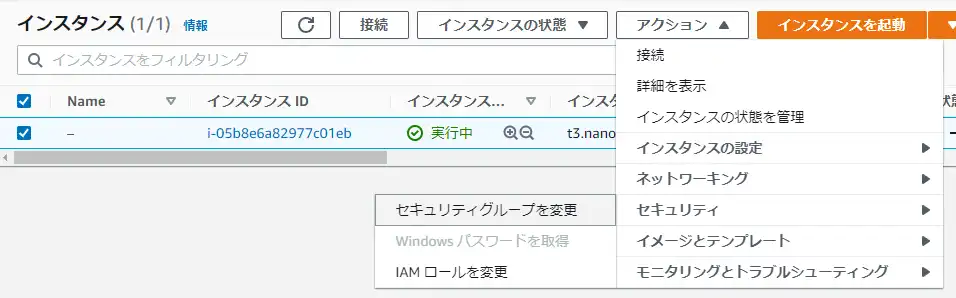 インスタンス (1/1) 情報
接続
インスタンスの状態
アクション
インスタンスを起動
インスタンスをフィルタリング
Name
インスタンス ID
インスタンス...
インスタ
–
i-05b8e6a82977c01eb
実行中
t3.nano
接続
詳細を表示
インスタンスの状態を管理
インスタンスの設定
ネットワーキング
セキュリティ
イメージとテンプレート
モニタリングとトラブルシューティング
セキュリティグループを変更
Windows パスワードを取得
IAM ロールを変更